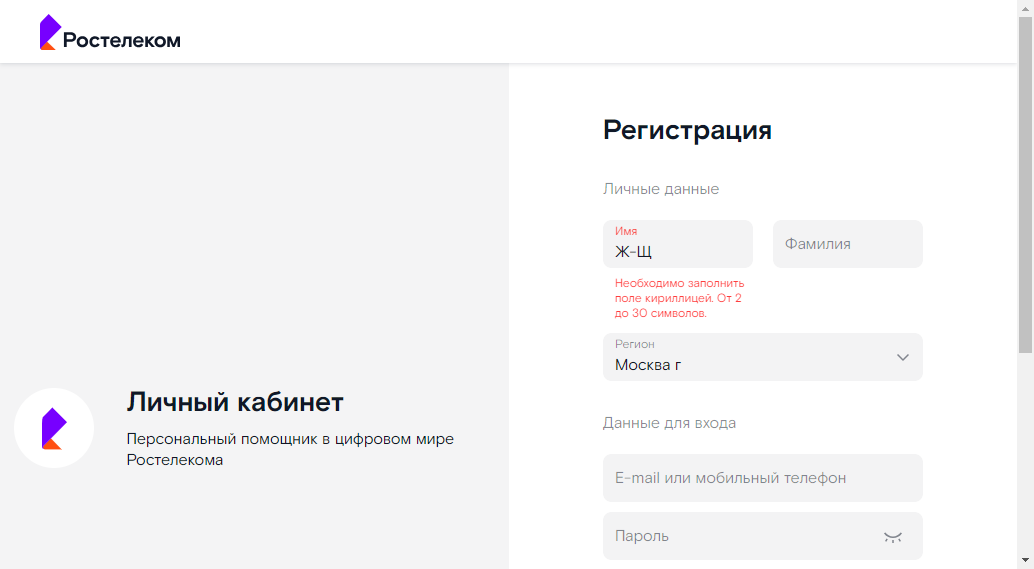 Ростелеком
Регистрация
Личные данные
Имя
Ж-Щ
Фамилия
Необходимо заполнить
поле кириллицей. От 2
до 30 символов.
Регион
Москва г
Личный кабинет
Персональный помощник в цифровом мире
Ростелекома
Данные для входа
E-mail или мобильный телефон
Пароль